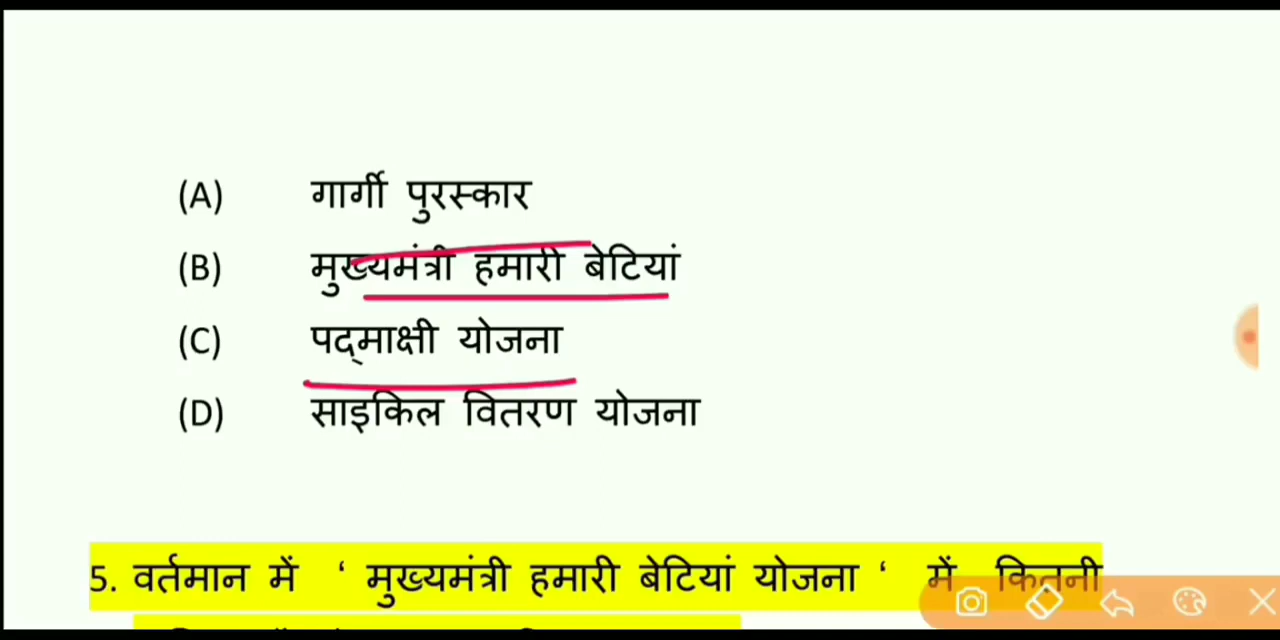 (A) गार्गी पुरस्कार
(B) मुख्यमंत्री हमारी बेटियां
(C) पद्माक्षी योजना
(D) साइकिल वितरण योजना
5. वर्तमान में ‘ मुख्यमंत्री हमारी बेटियां योजना ‘ में कितनी